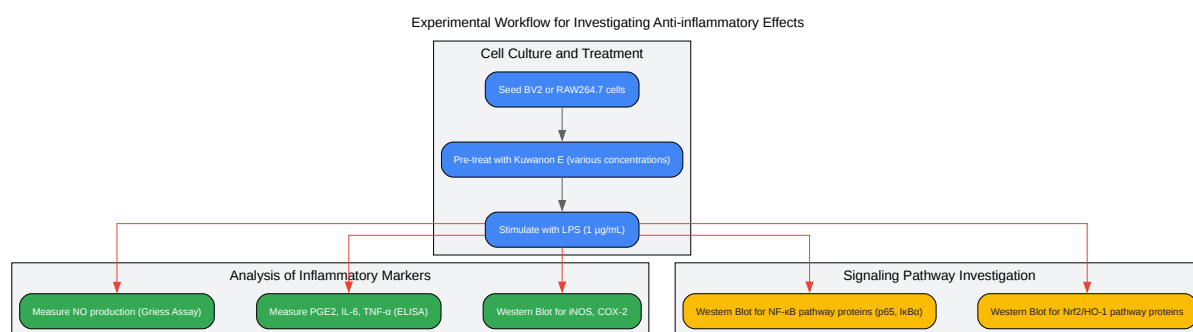 Experimental Workflow for Investigating Anti-inflammatory Effects
Cell Culture and Treatment
Seed BV2 or RAW264.7 cells
Pre-treat with Kuwanon E (various concentrations)
Stimulate with LPS (1 μg/mL)
Analysis of Inflammatory Markers
Signaling Pathway Investigation
Measure NO production (Griess Assay)
Measure PGE2, IL-6, TNF-α (ELISA)
Western Blot for iNOS, COX-2
Western Blot for NF-κB pathway proteins (p65, IκBα)
Western Blot for Nrf2/HO-1 pathway proteins